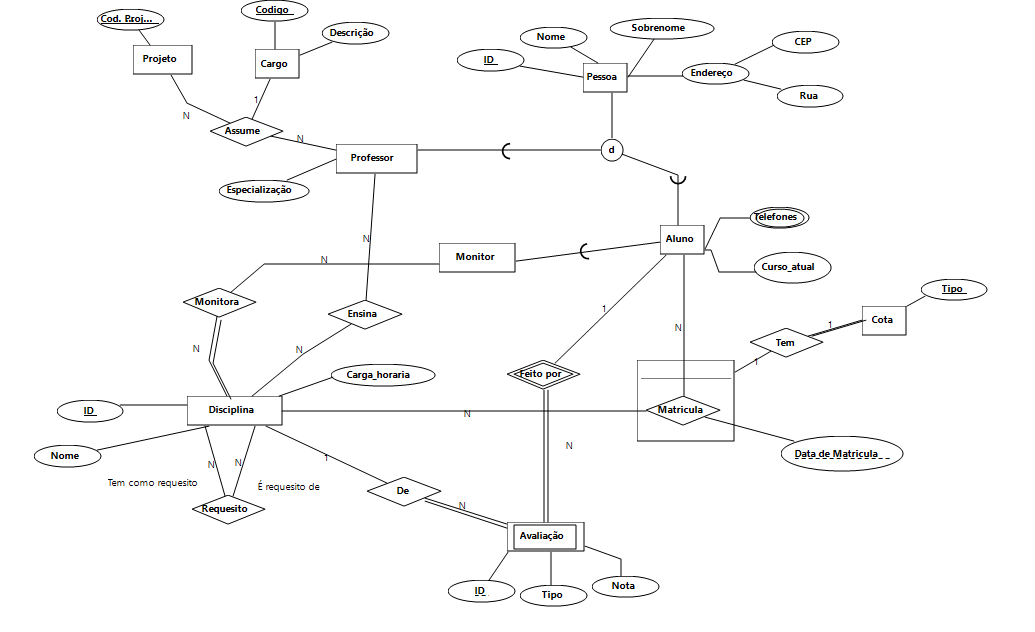 Cod. Proj...
Codigo
Descrição
Projeto
Cargo
1
N
Assume
N
Nome
Sobrenome
ID
Pessoa
Endereço
CEP
Rua
Professor
d
Especialização
N
Monitor
Aluno
Telefones
Curso_atual
N
Monitora
Ensina
1
N
Tipo
1
Cota
Tem
1
N
N
Feito por
Carga_horaria
ID
Disciplina
N
Matricula
N
Data de Matricula
Nome
N
N
1
Tem como requesito
É requesito de
Requesito
De
N
Avaliação
ID
Tipo
Nota